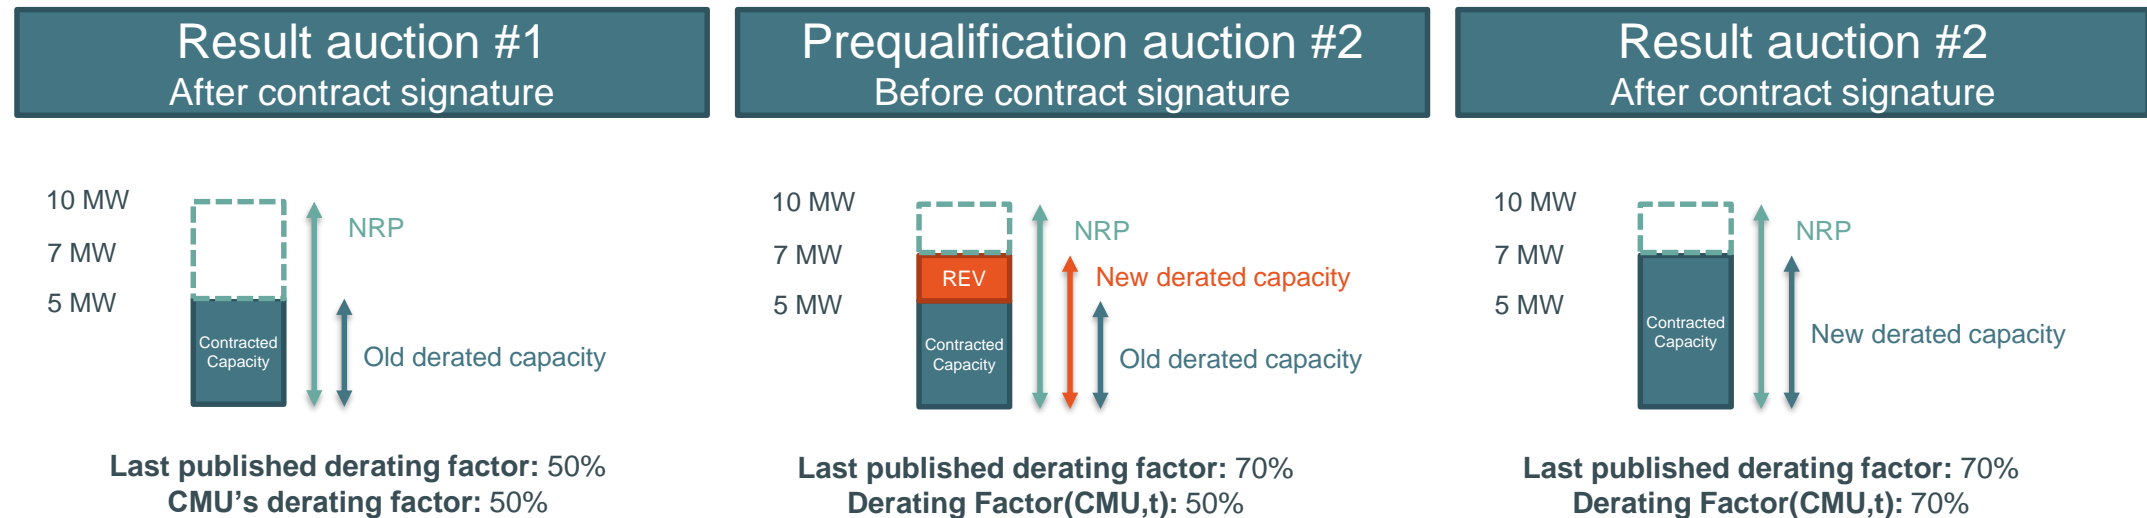 Result auction #1
After contract signature
10 MW
NRP
7 MW
5 MW
Contracted
Capacity
Old derated capacity
Last published derating factor: 50%
CMU's derating factor: 50%
Prequalification auction #2
Before contract signature
10 MW
NRP
7 MW
REV
New derated capacity
5 MW
Contracted
Capacity
Old derated capacity
Last published derating factor: 70%
Derating Factor(CMU,t): 50%
Result auction #2
After contract signature
10 MW
NRP
7 MW
5 MW
Contracted
Capacity
New derated capacity
Last published derating factor: 70%
Derating Factor(CMU,t): 70%